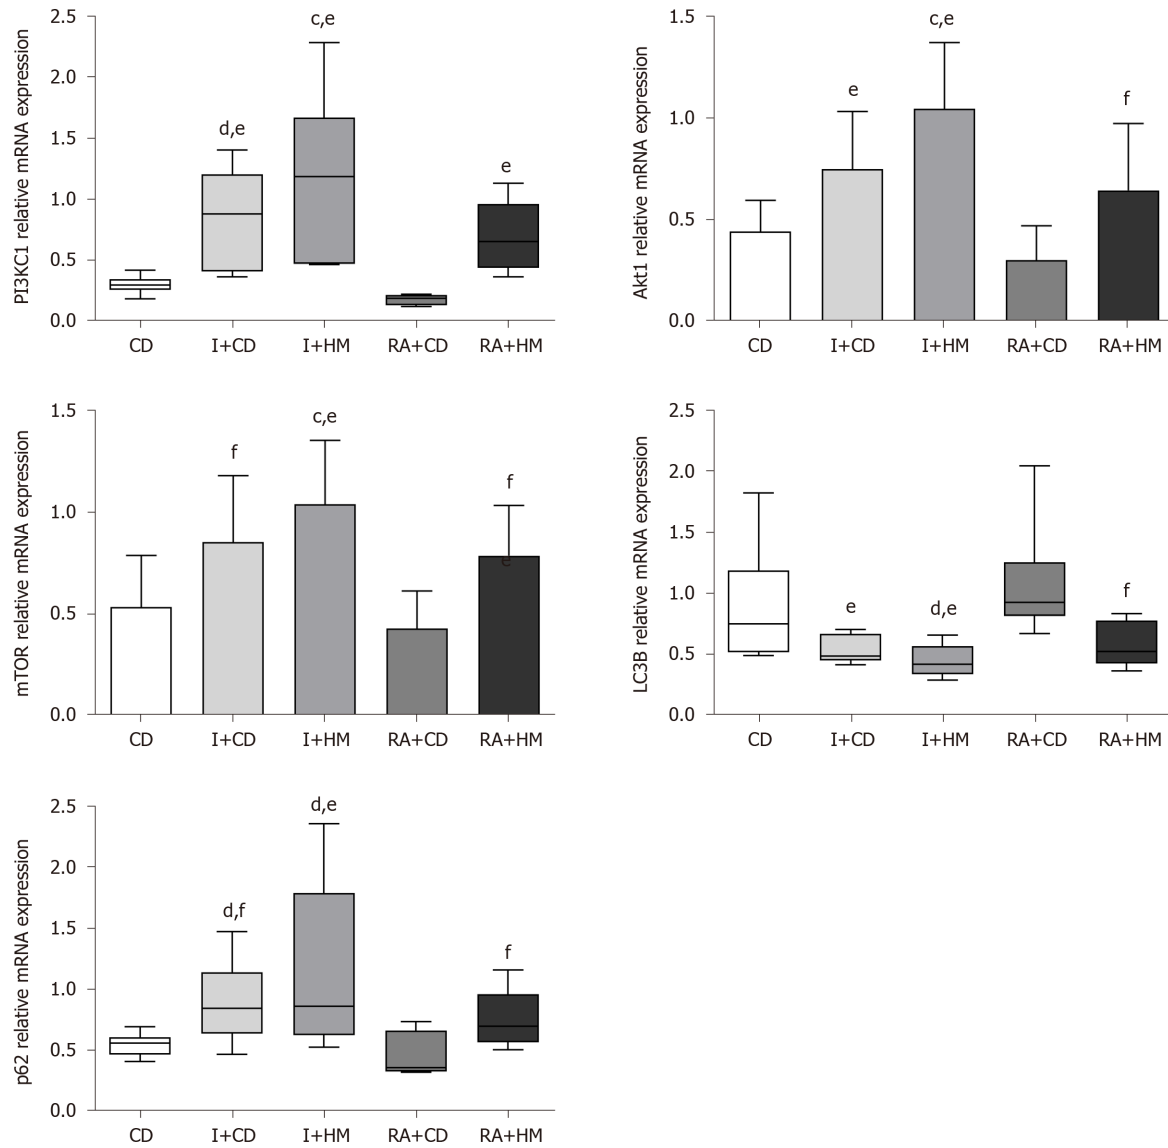 PI3KC1 relative mRNA expression
2.5
2.0
1.5
1.0
0.5
0.0
d,e
c,e
e
CD I+CD I+HM RA+CD RA+HM
Akt1 relative mRNA expression
1.5
1.0
0.5
0.0
e
c,e
f
CD I+CD I+HM RA+CD RA+HM
mTOR relative mRNA expression
1.5
1.0
0.5
0.0
f
c,e
f
e
CD I+CD I+HM RA+CD RA+HM
LC3B relative mRNA expression
2.5
2.0
1.5
1.0
0.5
0.0
e
d,e
f
CD I+CD I+HM RA+CD RA+HM
p62 relative mRNA expression
2.5
2.0
1.5
1.0
0.5
0.0
d,f
d,e
f
CD I+CD I+HM RA+CD RA+HM